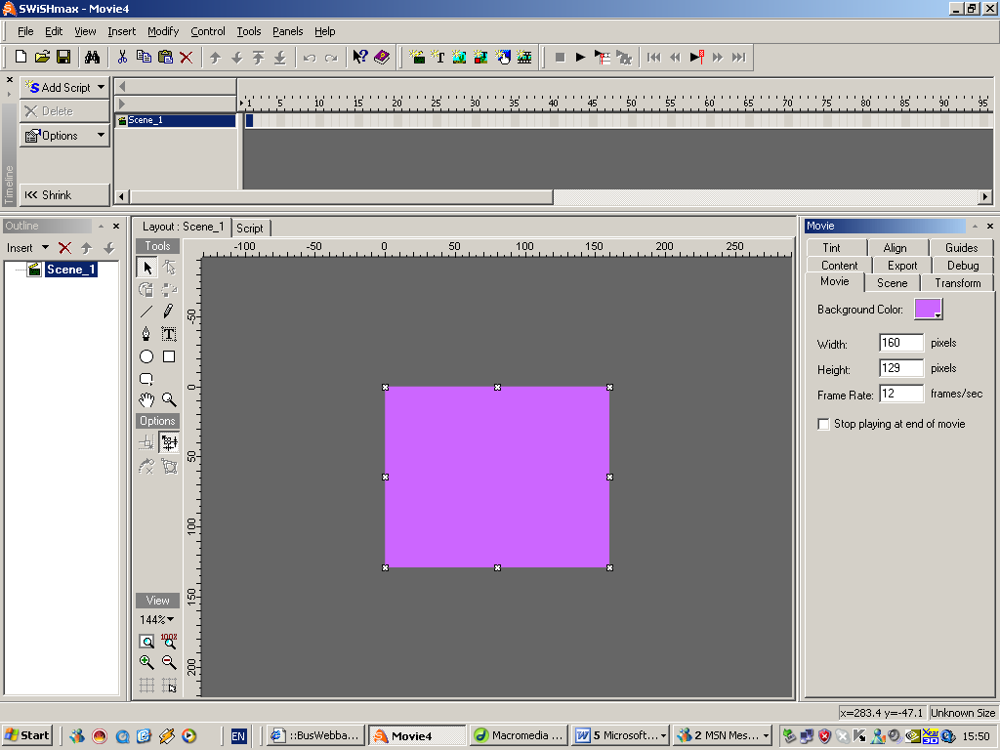 SWiSHmax - Movie4
File Edit View Insert Modify Control Tools Panels Help
Add Script
Delete
Options
Shrink
Timeline
1 5 10 15 20 25 30 35 40 45 50 55 60 65 70 75 80 85 90 95
Scene_1
Outline
Insert
Scene_1
Layout : Scene_1 Script
Tools
-100 -50 0 50 100 150 200 250
-50 0 50 100 150 200
Options
View
144%
100%
Movie
Tint Align Guides
Content Export Debug
Movie Scene Transform
Background Color:
Width: 160 pixels
Height: 129 pixels
Frame Rate: 12 frames/sec
Stop playing at end of movie
x=283.4 y=-47.1 Unknown Size
Start EN ::BusWebba... Movie4 Macromedia ... 5 Microsoft... 2 MSN Mes... 15:50